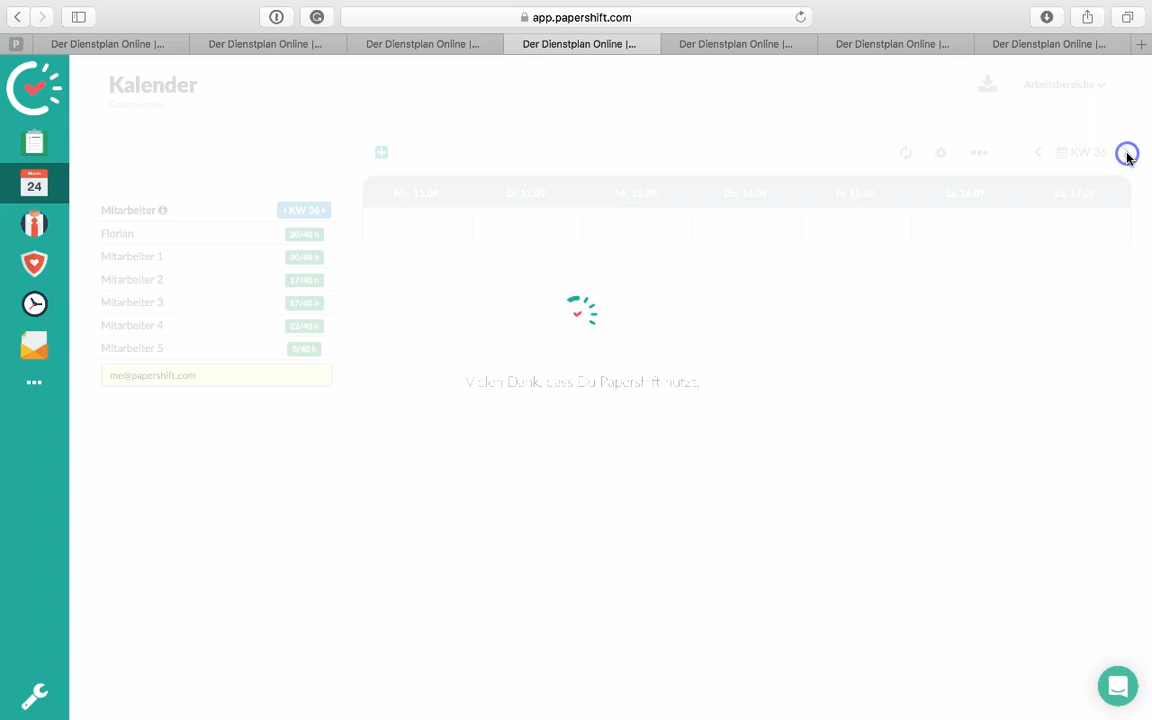 app.papershift.com
P
Der Dienstplan Online |...
Der Dienstplan Online |...
Der Dienstplan Online |...
Der Dienstplan Online |...
Der Dienstplan Online |...
Der Dienstplan Online |...
Der Dienstplan Online |...
Kalender
Gastronomie
Arbeitsbereiche
24
KW 36
Mo, 11.09.
Di, 12.09.
Mi, 13.09.
Do, 14.09.
Fr, 15.09.
Sa, 16.09.
So, 17.09.
Mitarbeiter
KW 36
Florian
20/40 h
Mitarbeiter 1
20/40 h
Mitarbeiter 2
17/40 h
Mitarbeiter 3
17/40 h
Mitarbeiter 4
22/40 h
Mitarbeiter 5
0/40 h
me@papershift.com
Vielen Dank, dass Du Papershift nutzt.